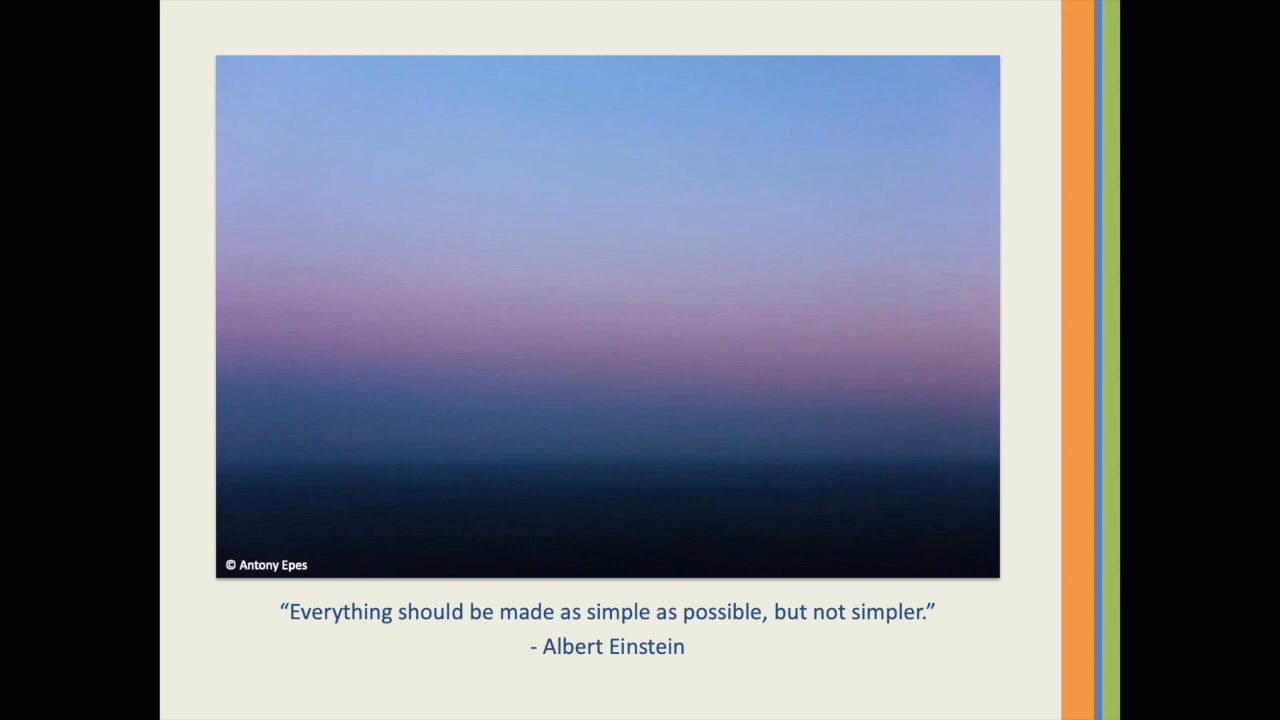 © Antony Epes
“Everything should be made as simple as possible, but not simpler.”
- Albert Einstein